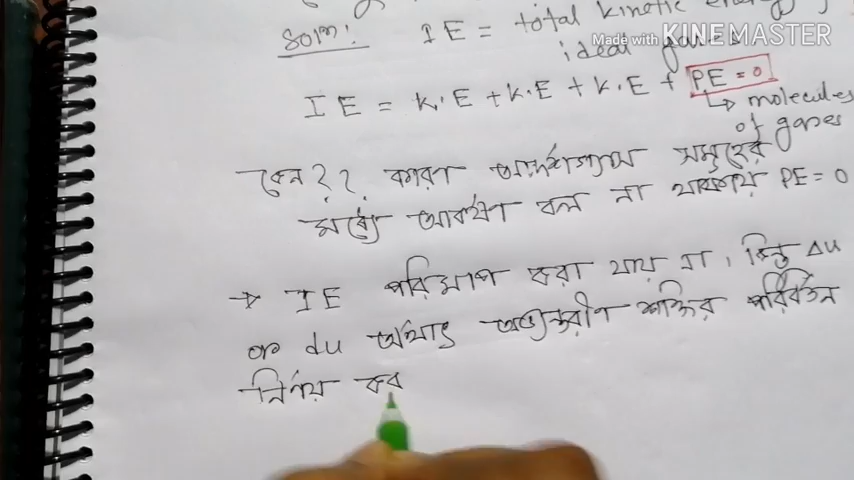 Made with KINEMASTER
Soln: IE = total kinetic energy
ideal gases.
IE = K.E + K.E + K.E + PE = 0
↳ molecules
of gases
কেন?? কারণ আদর্শগ্যাস সমূহের
মধ্যে আকর্ষণ বল না থাকায় PE = 0
→ IE পরিমাপ করা যায় না। কিন্তু Δu
or du অর্থাৎ অভ্যন্তরীণ শক্তির পরিবর্তন
নির্ণয় কর